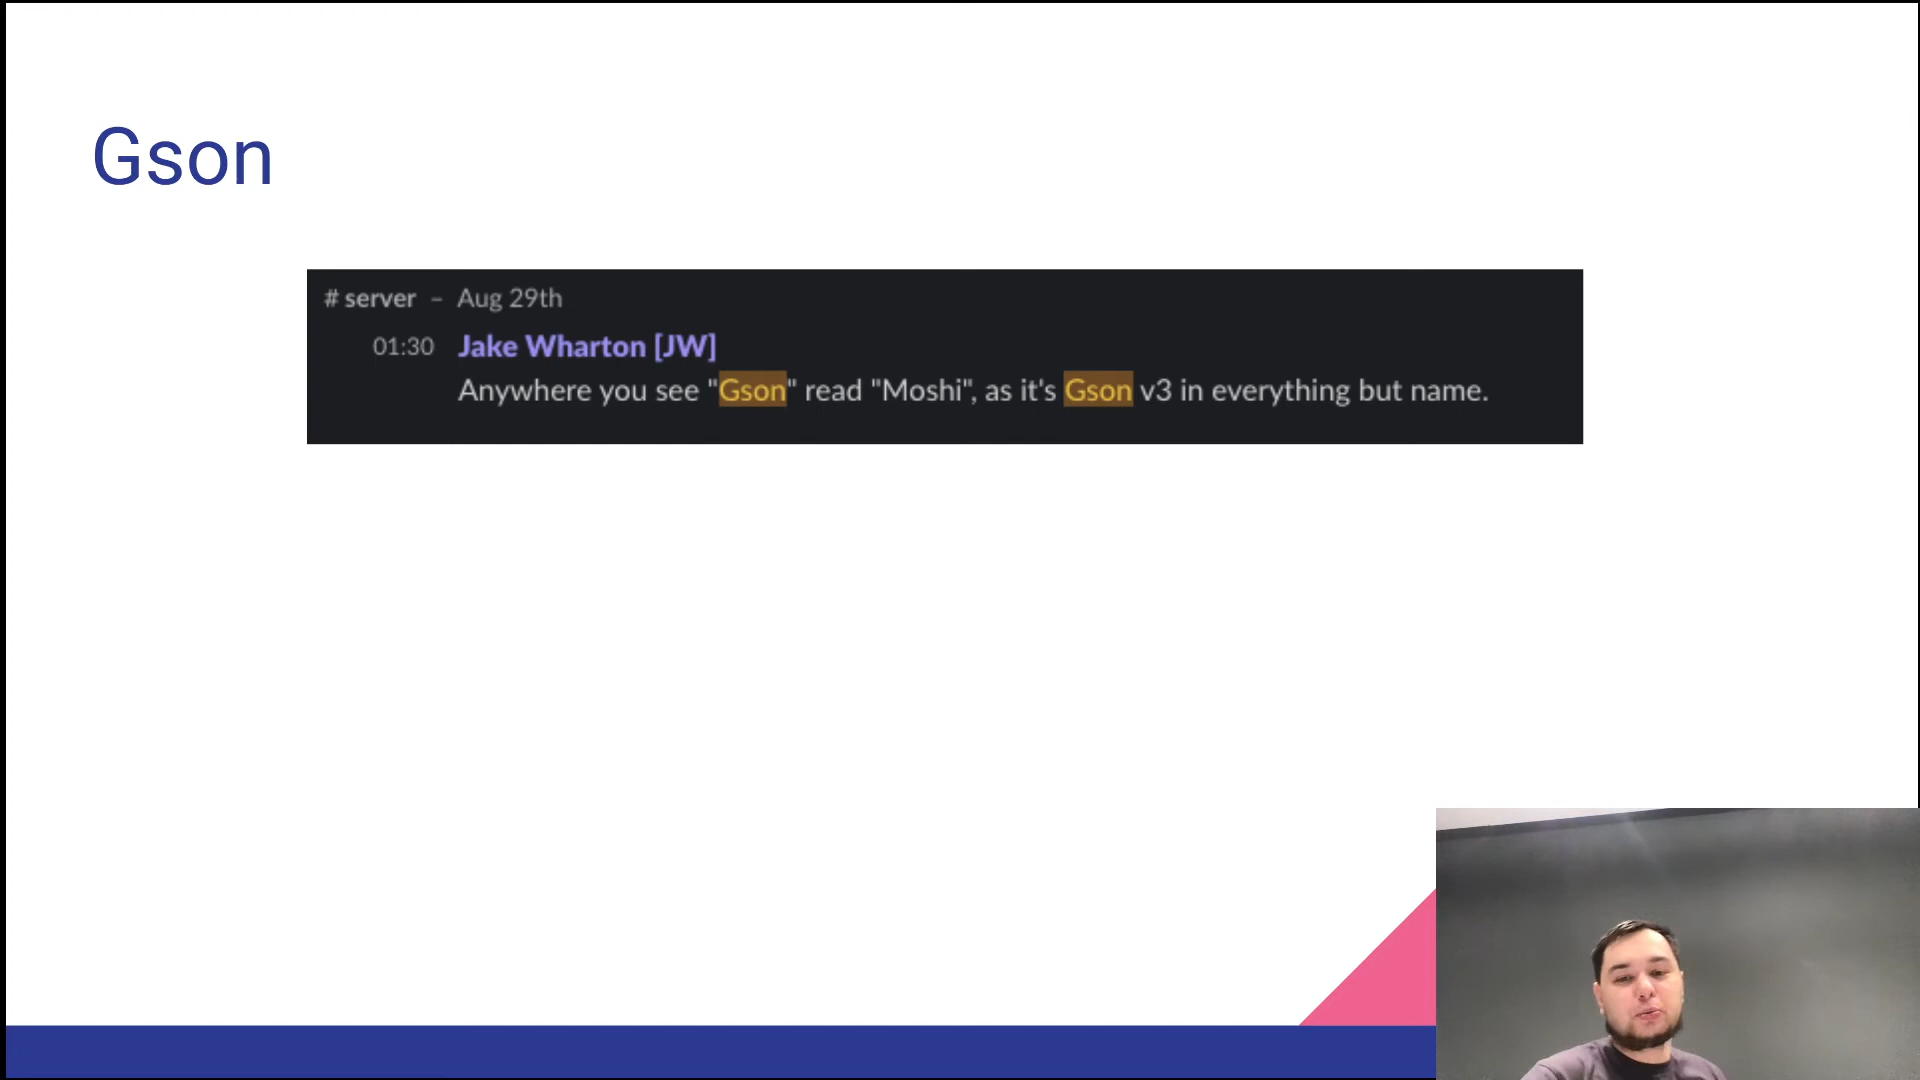 Gson
# server – Aug 29th
01:30 Jake Wharton [JW]
Anywhere you see "Gson" read "Moshi", as it's Gson v3 in everything but name.